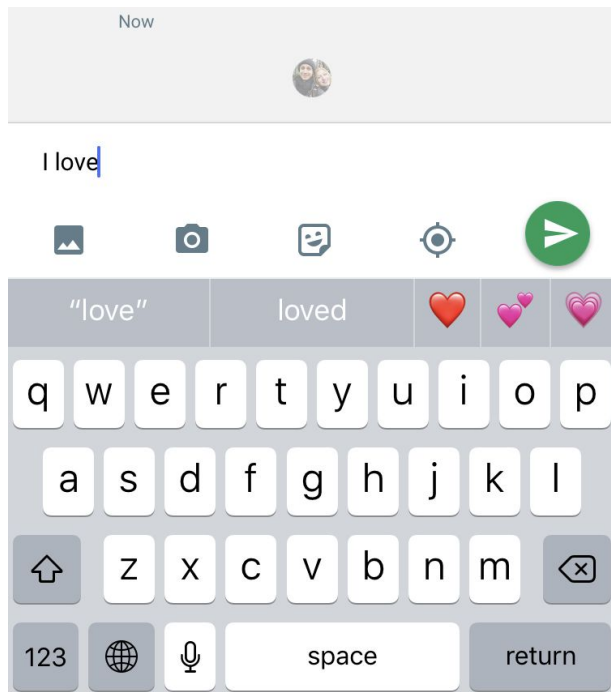 Now
I love
“love” loved
q w e r t y u i o p
a s d f g h j k l
z x c v b n m
123 space return